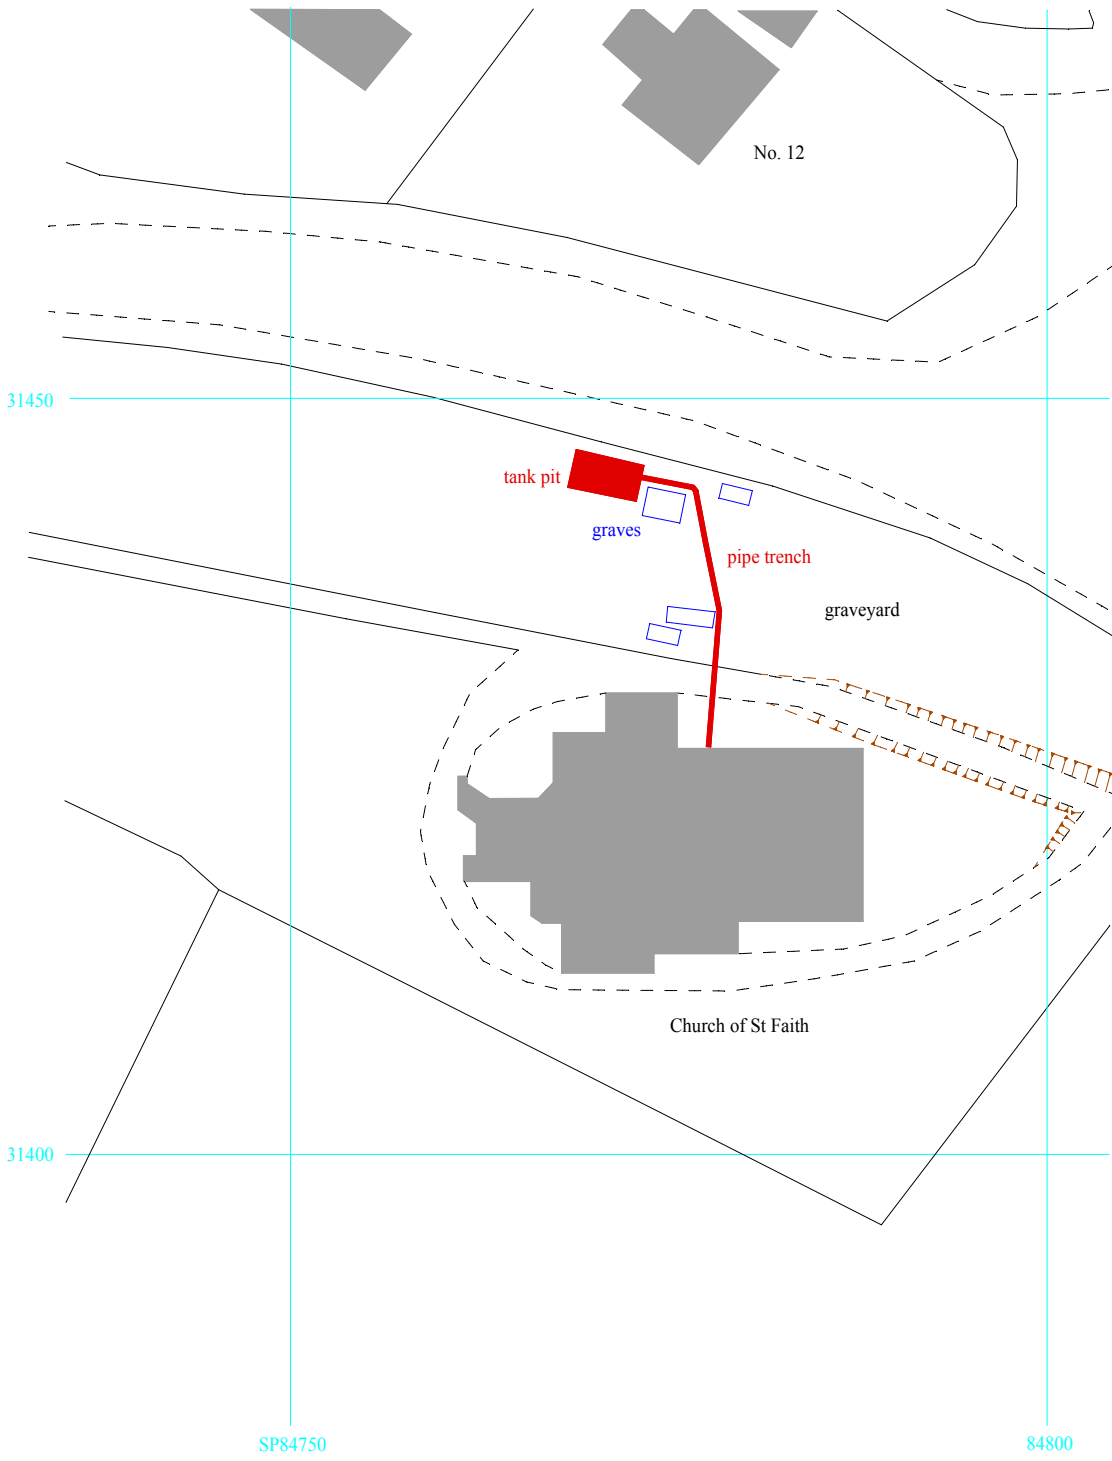 No. 12
31450
tank pit
graves
pipe trench
graveyard
Church of St Faith
31400
SP84750
84800